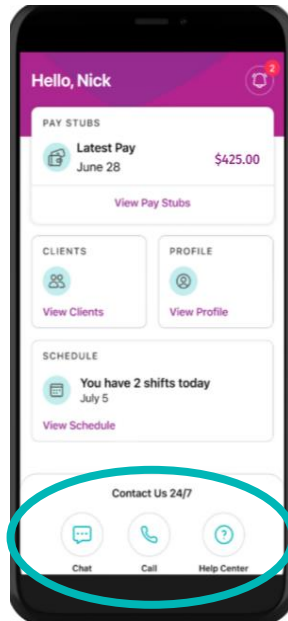 2
Hello, Nick
PAY STUBS
Latest Pay
June 28
$425.00
View Pay Stubs
CLIENTS
View Clients
PROFILE
View Profile
SCHEDULE
You have 2 shifts today
July 5
View Schedule
Contact Us 24/7
Chat Call Help Center